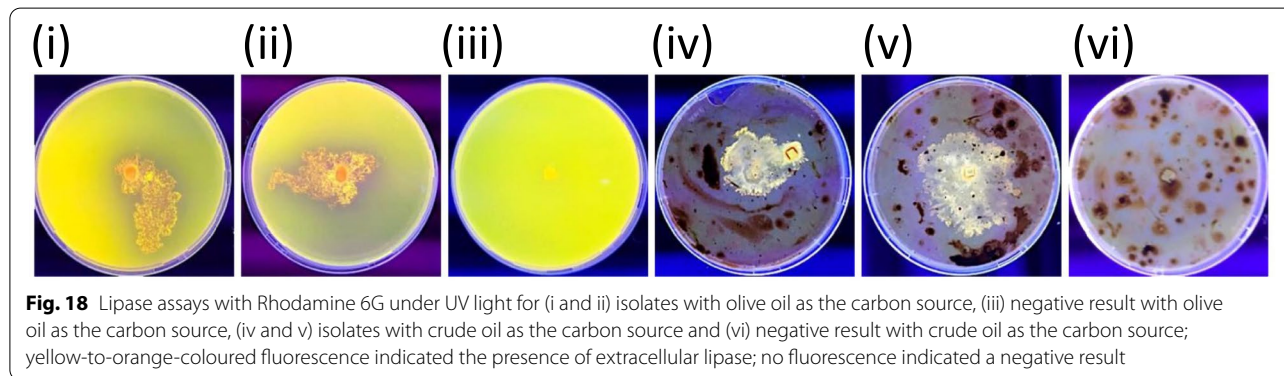 (i) (ii) (iii) (iv) (v) (vi)
Fig. 18 Lipase assays with Rhodamine 6G under UV light for (i and ii) isolates with olive oil as the carbon source, (iii) negative result with olive
oil as the carbon source, (iv and v) isolates with crude oil as the carbon source and (vi) negative result with crude oil as the carbon source;
yellow-to-orange-coloured fluorescence indicated the presence of extracellular lipase; no fluorescence indicated a negative result